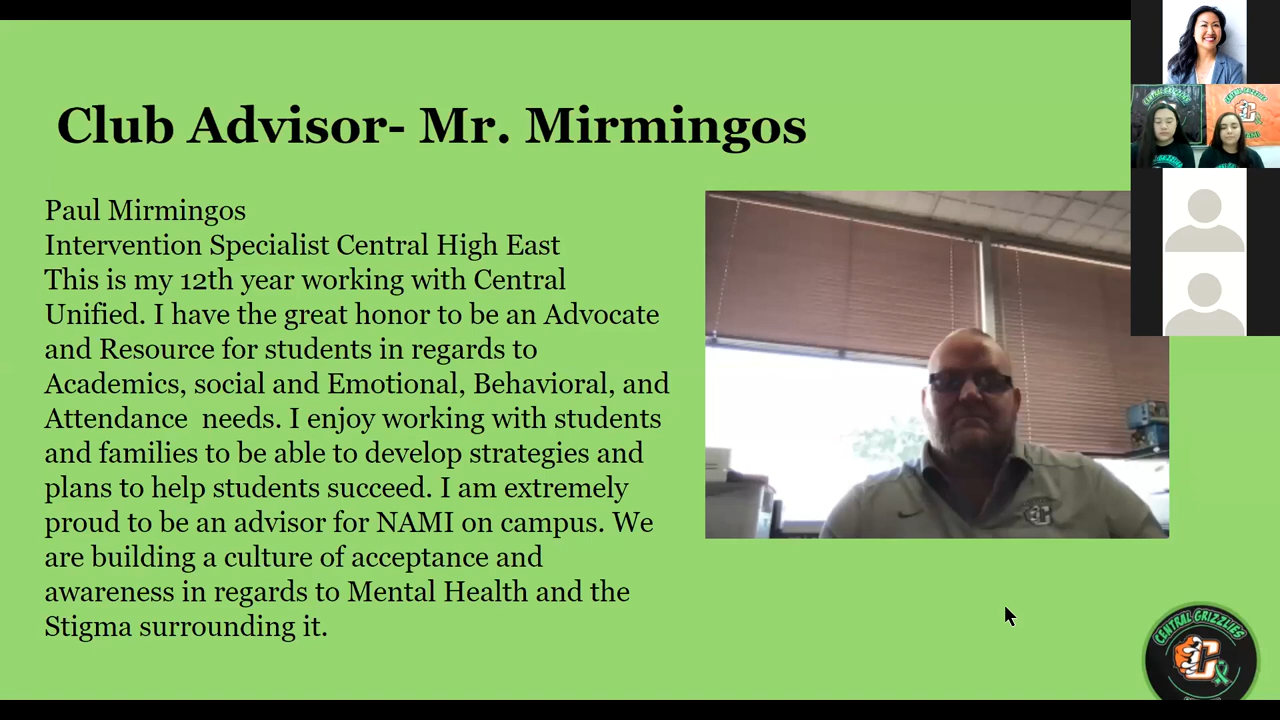 Club Advisor- Mr. Mirmingos
Paul Mirmingos
Intervention Specialist Central High East
This is my 12th year working with Central
Unified. I have the great honor to be an Advocate
and Resource for students in regards to
Academics, social and Emotional, Behavioral, and
Attendance  needs. I enjoy working with students
and families to be able to develop strategies and
plans to help students succeed. I am extremely
proud to be an advisor for NAMI on campus. We
are building a culture of acceptance and
awareness in regards to Mental Health and the
Stigma surrounding it.
CENTRAL GRIZZLIES
C